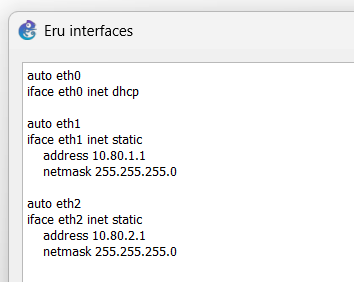 Eru interfaces
auto eth0
iface eth0 inet dhcp
auto eth1
iface eth1 inet static
    address 10.80.1.1
    netmask 255.255.255.0
auto eth2
iface eth2 inet static
    address 10.80.2.1
    netmask 255.255.255.0